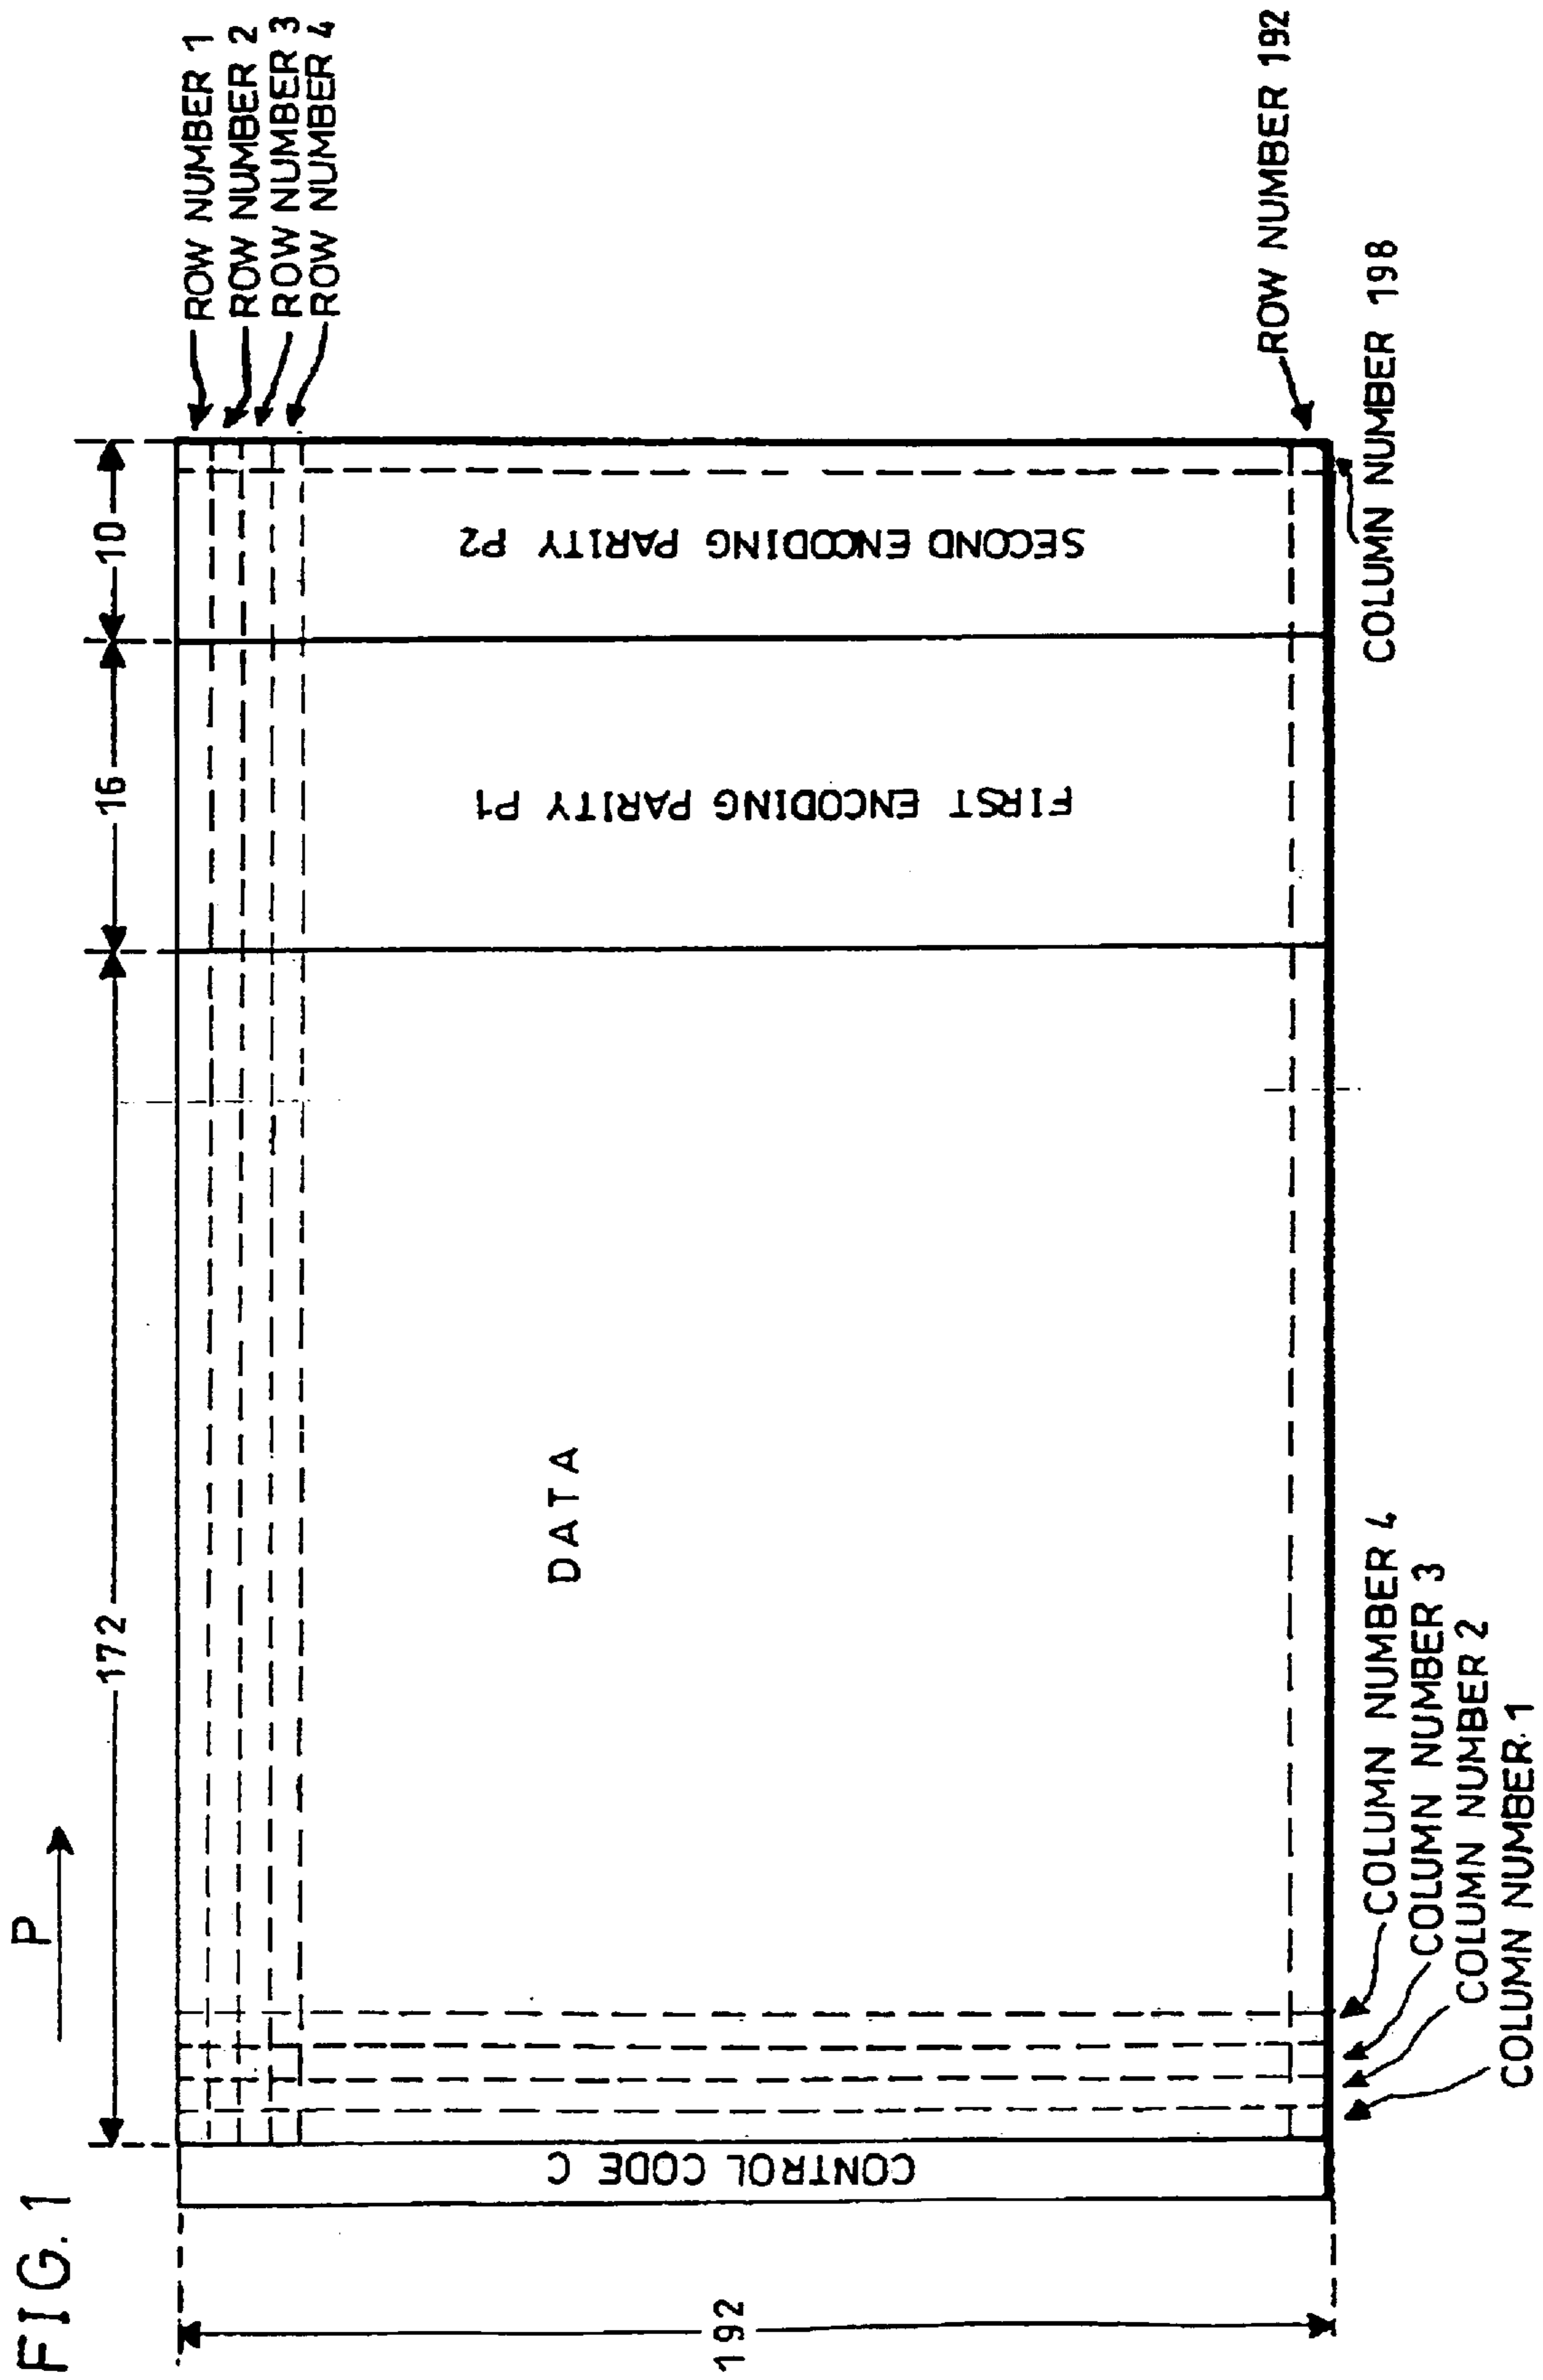 FIG. 1
P
172
16
10
ROW NUMBER 1
ROW NUMBER 2
ROW NUMBER 3
ROW NUMBER 4
192
CONTROL CODE C
DATA
FIRST ENCODING PARITY P1
SECOND ENCODING PARITY P2
ROW NUMBER 192
COLUMN NUMBER 198
COLUMN NUMBER 4
COLUMN NUMBER 3
COLUMN NUMBER 2
COLUMN NUMBER 1